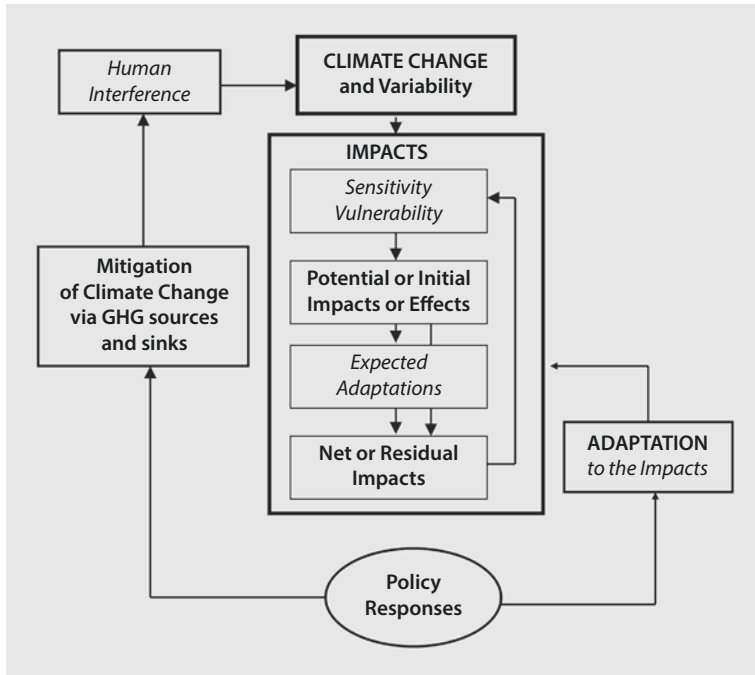 Human
Interference
CLIMATE CHANGE
and Variability
IMPACTS
Sensitivity
Vulnerability
Potential or Initial
Impacts or Effects
Expected
Adaptations
Net or Residual
Impacts
Mitigation
of Climate Change
via GHG sources
and sinks
ADAPTATION
to the Impacts
Policy
Responses